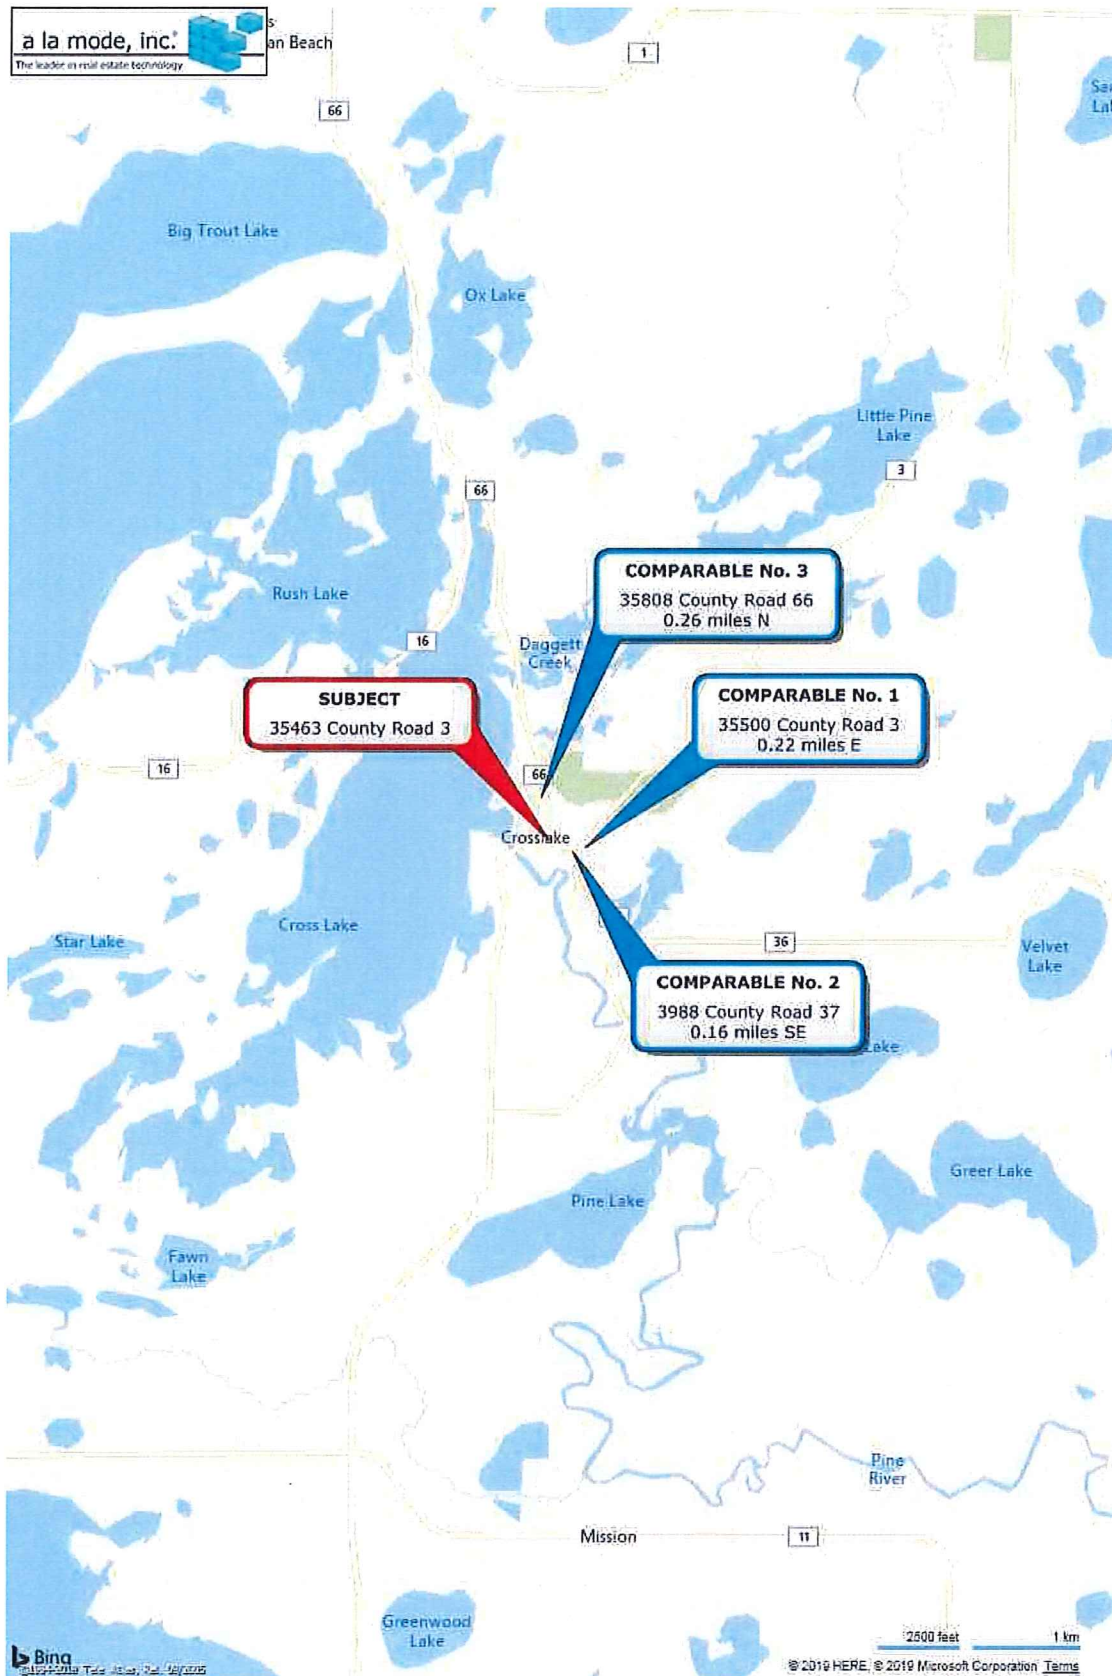 a la mode, inc.
The leader in real estate technology
s
an Beach
1
66
Big Trout Lake
Ox Lake
Little Pine
Lake
3
66
COMPARABLE No. 3
35808 County Road 66
0.26 miles N
Rush Lake
16
Daggett
Creek
SUBJECT
35463 County Road 3
COMPARABLE No. 1
35500 County Road 3
0.22 miles E
16
66
Crosslake
Cross Lake
Star Lake
36
Velvet
Lake
COMPARABLE No. 2
3988 County Road 37
0.16 miles SE
Lake
Greer Lake
Pine Lake
Fawn
Lake
Pine
River
Mission
11
Greenwood
Lake
2500 feet
1 km
Bing
© 2019 HERE, © 2019 Microsoft Corporation Terms